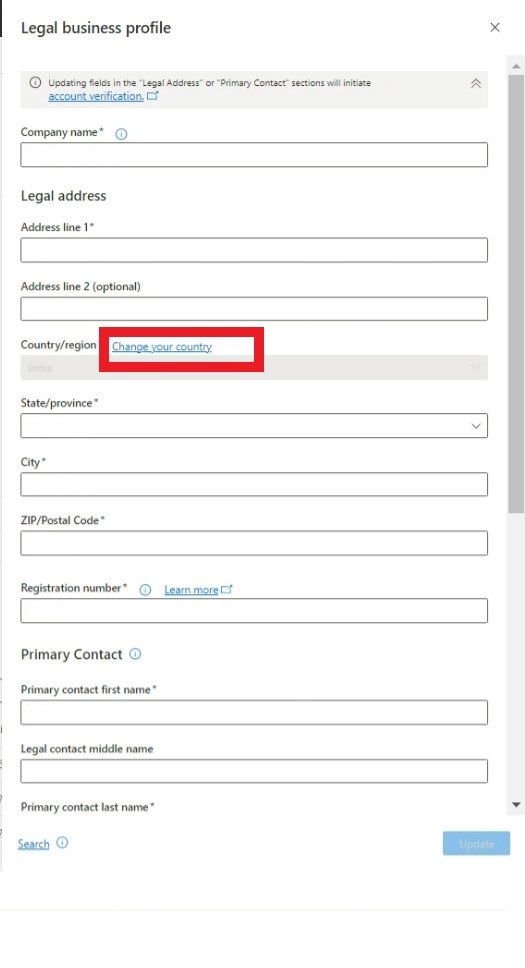 Legal business profile
Updating fields in the "Legal Address" or "Primary Contact" sections will initiate
account verification.
Company name*
Legal address
Address line 1*
Address line 2 (optional)
Country/region Change your country
India
State/province*
City*
ZIP/Postal Code*
Registration number* Learn more
Primary Contact
Primary contact first name*
Legal contact middle name
Primary contact last name*
Search
Update